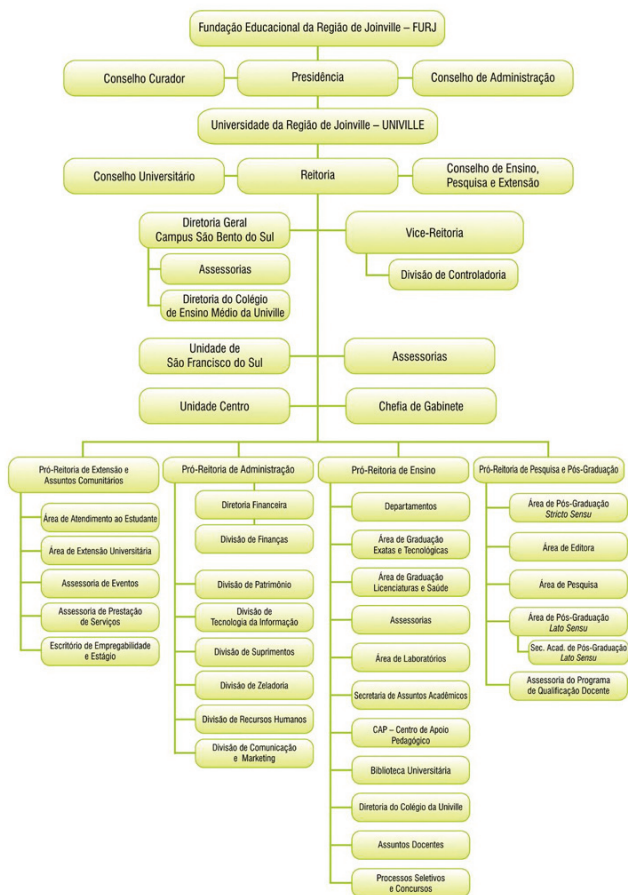 Fundação Educacional da Região de Joinville – FURJ
Conselho Curador
Presidência
Conselho de Administração
Universidade da Região de Joinville – UNIVILLE
Conselho Universitário
Reitoria
Conselho de Ensino,
Pesquisa e Extensão
Diretoria Geral
Campus São Bento do Sul
Vice-Reitoria
Assessorias
Divisão de Controladoria
Diretoria do Colégio
de Ensino Médio da Univille
Unidade de
São Francisco do Sul
Assessorias
Unidade Centro
Chefia de Gabinete
Pró-Reitoria de Extensão e
Assuntos Comunitários
Área de Atendimento ao Estudante
Área de Extensão Universitária
Assessoria de Eventos
Assessoria de Prestação
de Serviços
Escritório de Empregabilidade
e Estágio
Pró-Reitoria de Administração
Diretoria Financeira
Divisão de Finanças
Divisão de Patrimônio
Divisão de
Tecnologia da Informação
Divisão de Suprimentos
Divisão de Zeladoria
Divisão de Recursos Humanos
Divisão de Comunicação
e Marketing
Pró-Reitoria de Ensino
Departamentos
Área de Graduação
Exatas e Tecnológicas
Área de Graduação
Licenciaturas e Saúde
Assessorias
Área de Laboratórios
Secretaria de Assuntos Acadêmicos
CAP – Centro de Apoio
Pedagógico
Biblioteca Universitária
Diretoria do Colégio da Univille
Assuntos Docentes
Processos Seletivos
e Concursos
Pró-Reitoria de Pesquisa e Pós-Graduação
Área de Pós-Graduação
Stricto Sensu
Área de Editora
Área de Pesquisa
Área de Pós-Graduação
Lato Sensu
Sec. Acad. de Pós-Graduação
Lato Sensu
Assessoria do Programa
de Qualificação Docente